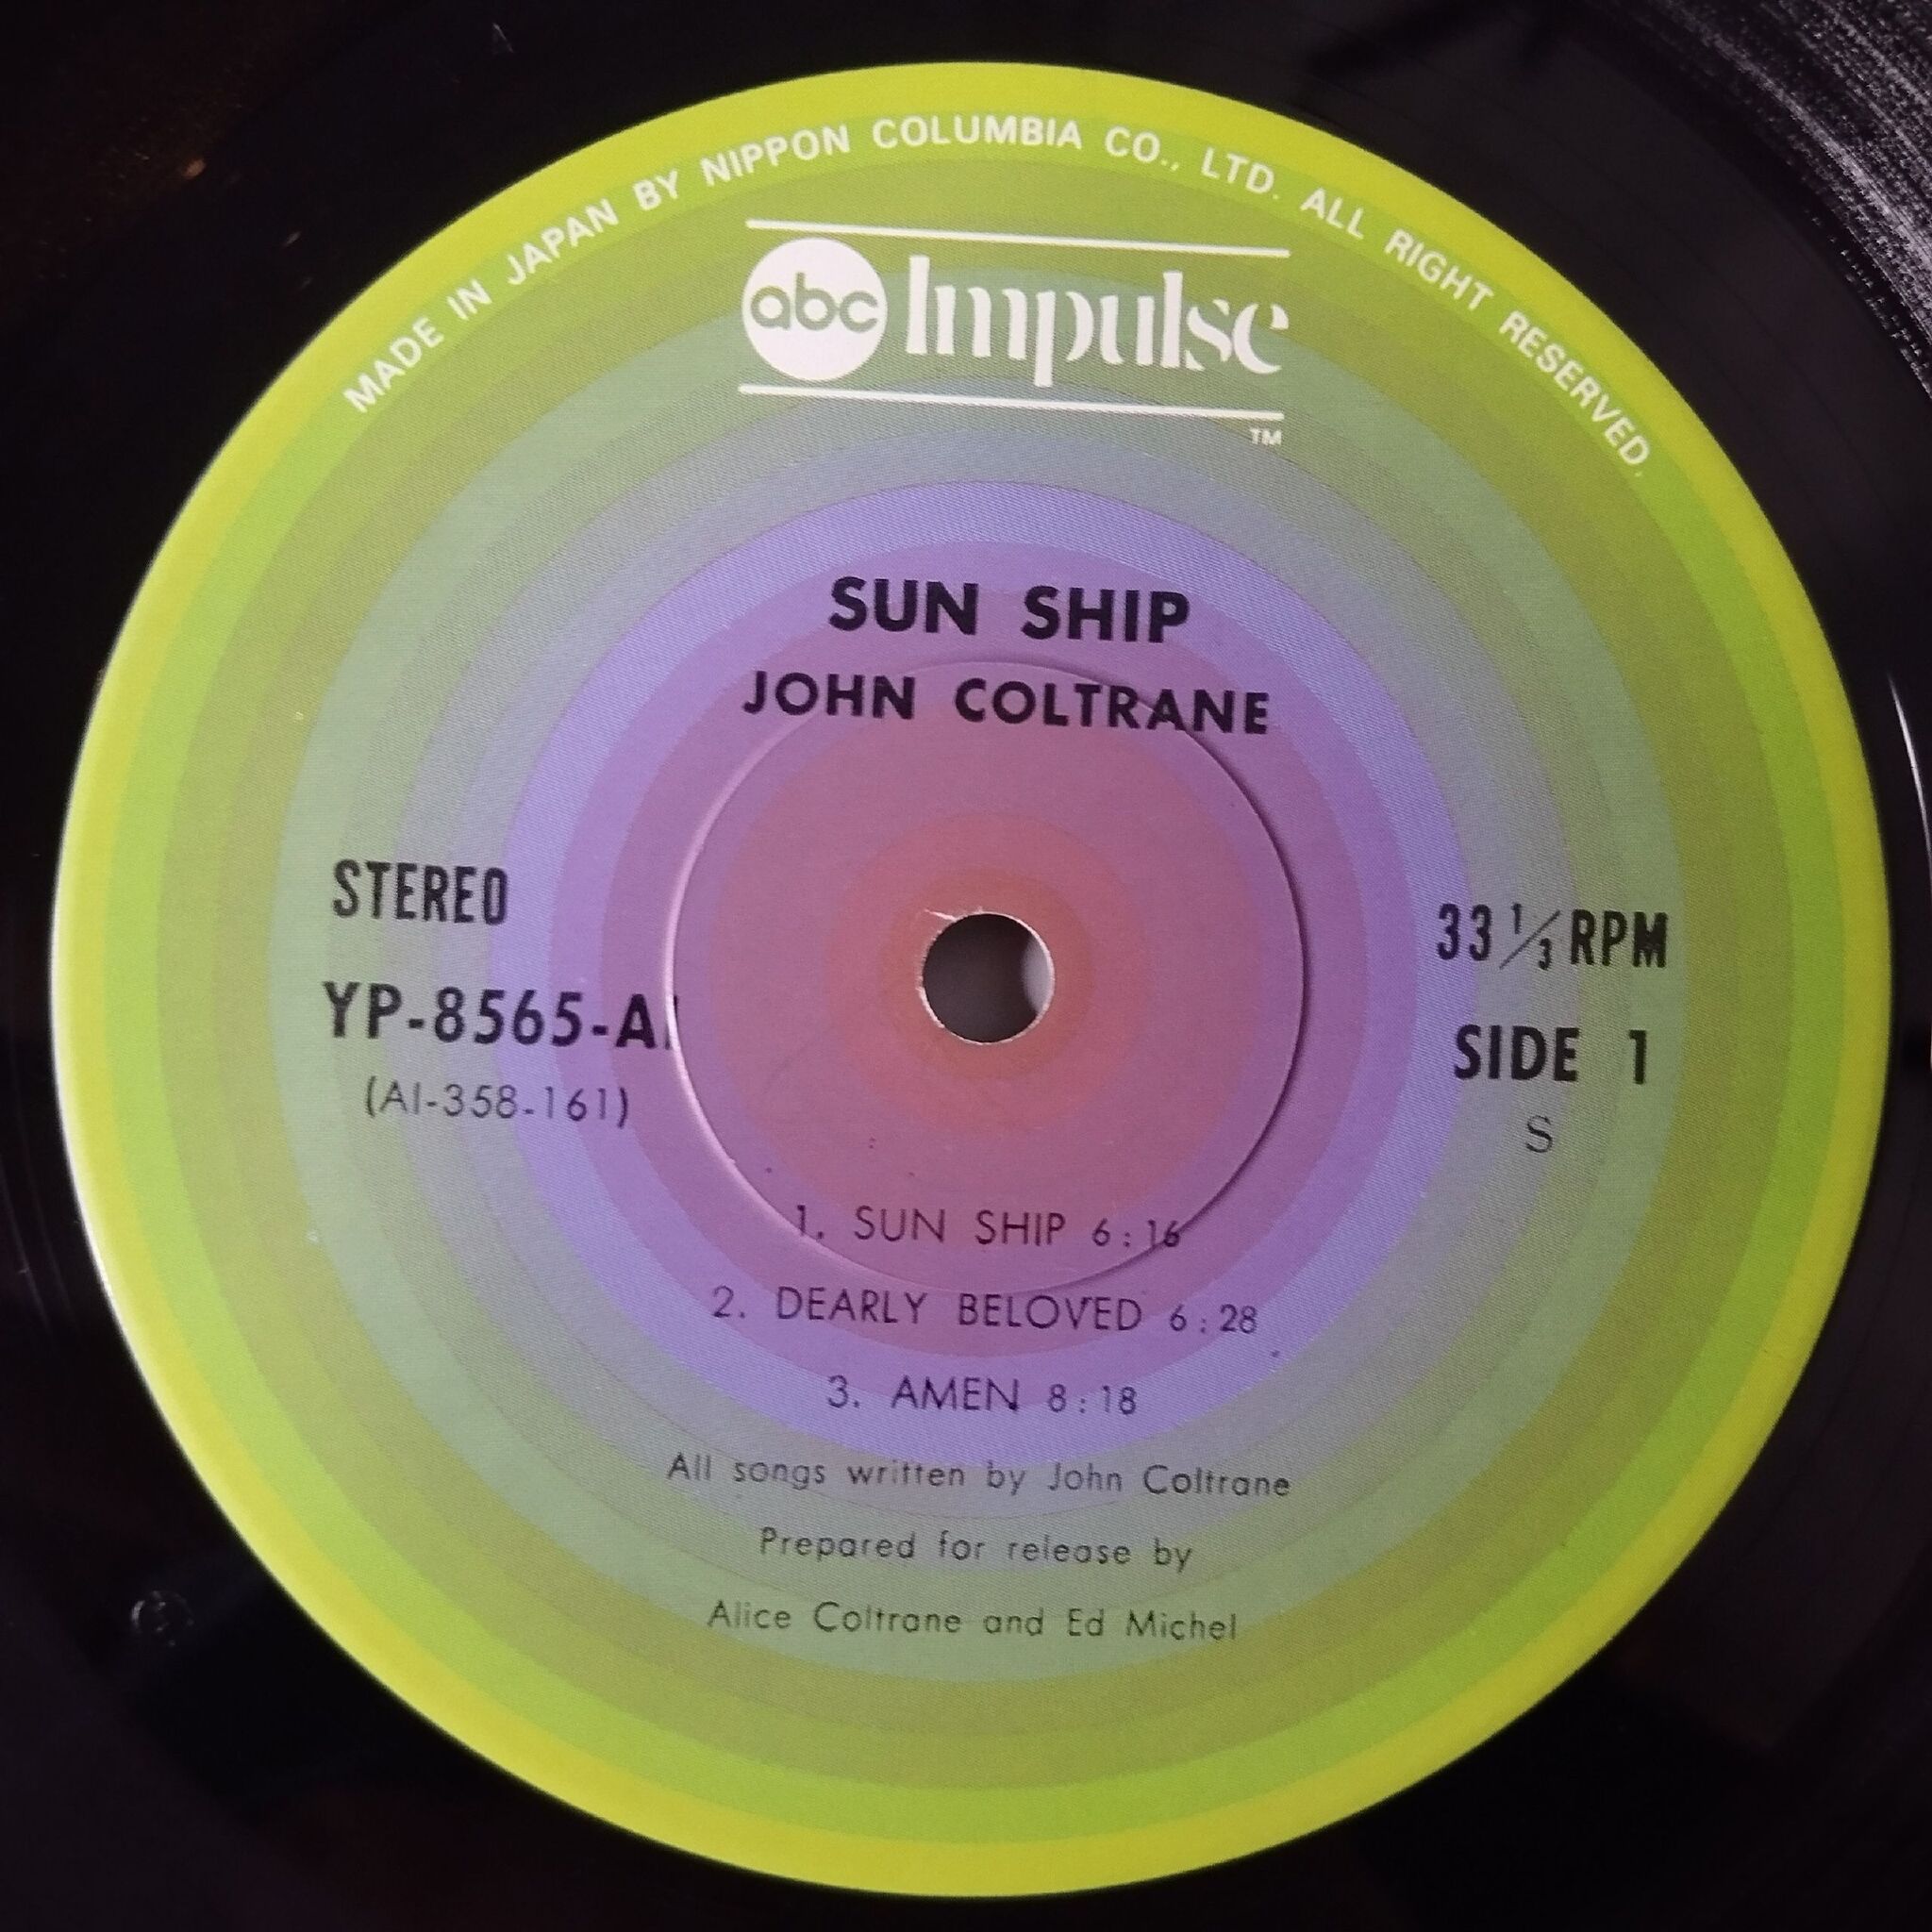 MADE IN JAPAN BY NIPPON COLUMBIA CO., LTD. ALL RIGHT RESERVED.
abc Impulse
TM
SUN SHIP
JOHN COLTRANE
STEREO
33 1/3 RPM
YP-8565-AI
SIDE 1
(AI-358-161)
S
1. SUN SHIP 6:16
2. DEARLY BELOVED 6:28
3. AMEN 8:18
All songs written by John Coltrane
Prepared for release by
Alice Coltrane and Ed Michel